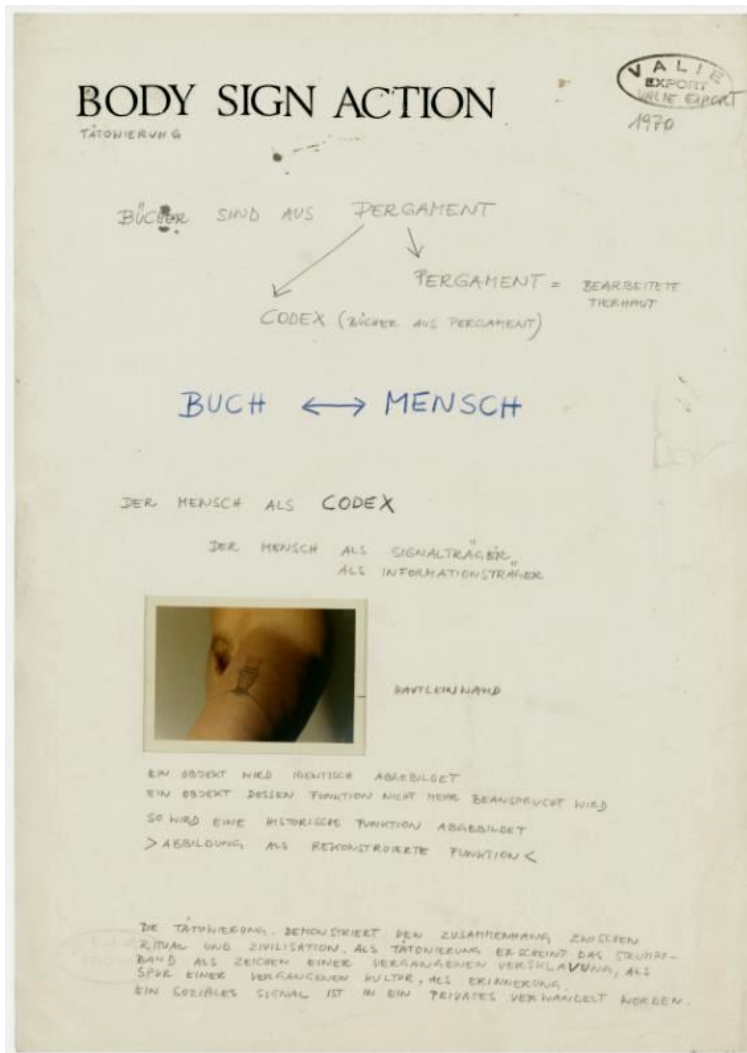 BODY SIGN ACTION
TÄTOWIERUNG
VALIE
EXPORT
VALIE EXPORT
1970
BÜCHER SIND AUS PERGAMENT
PERGAMENT = BEARBEITETE
TIERHAUT
CODEX (BÜCHER AUS PERGAMENT)
BUCH ↔ MENSCH
DER MENSCH ALS CODEX
DER MENSCH ALS SIGNALTRÄGER,
ALS INFORMATIONSTRÄGER
HAUTLEINWAND
EIN OBJEKT WIRD IDENTISCH ABGEBILDET
EIN OBJEKT DESSEN FUNKTION NICHT MEHR BEANSPRUCHT WIRD
SO WIRD EINE HISTORISCHE FUNKTION ABGEBILDET
>ABBILDUNG ALS REKONSTRUIERTE FUNKTION<
DIE TÄTOWIERUNG DEMONSTRIERT DEN ZUSAMMENHANG ZWISCHEN
RITUAL UND ZIVILISATION. ALS TÄTOWIERUNG ERSCHEINT DAS STRUMPF-
BAND ALS ZEICHEN EINER VERGANGENEN VERSKLAVUNG, ALS
SPUR EINER VERGANGENEN KULTUR, ALS ERINNERUNG.
EIN SOZIALES SIGNAL IST IN EIN PRIVATES VERWANDELT WORDEN.